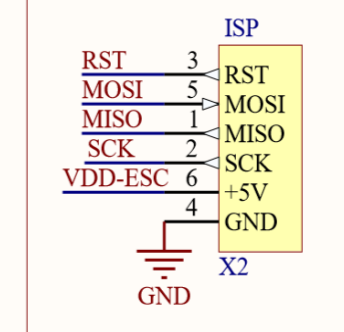 ISP
RST 3 RST
MOSI 5 MOSI
MISO 1 MISO
SCK 2 SCK
VDD-ESC 6 +5V
4 GND
X2
GND